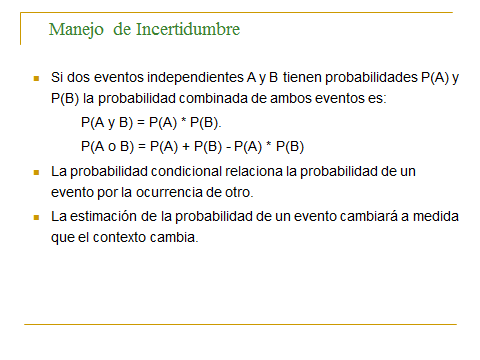 Manejo de Incertidumbre
Si dos eventos independientes A y B tienen probabilidades P(A) y
P(B) la probabilidad combinada de ambos eventos es:
P(A y B) = P(A) * P(B).
P(A o B) = P(A) + P(B) - P(A) * P(B)
La probabilidad condicional relaciona la probabilidad de un
evento por la ocurrencia de otro.
La estimación de la probabilidad de un evento cambiará a medida
que el contexto cambia.